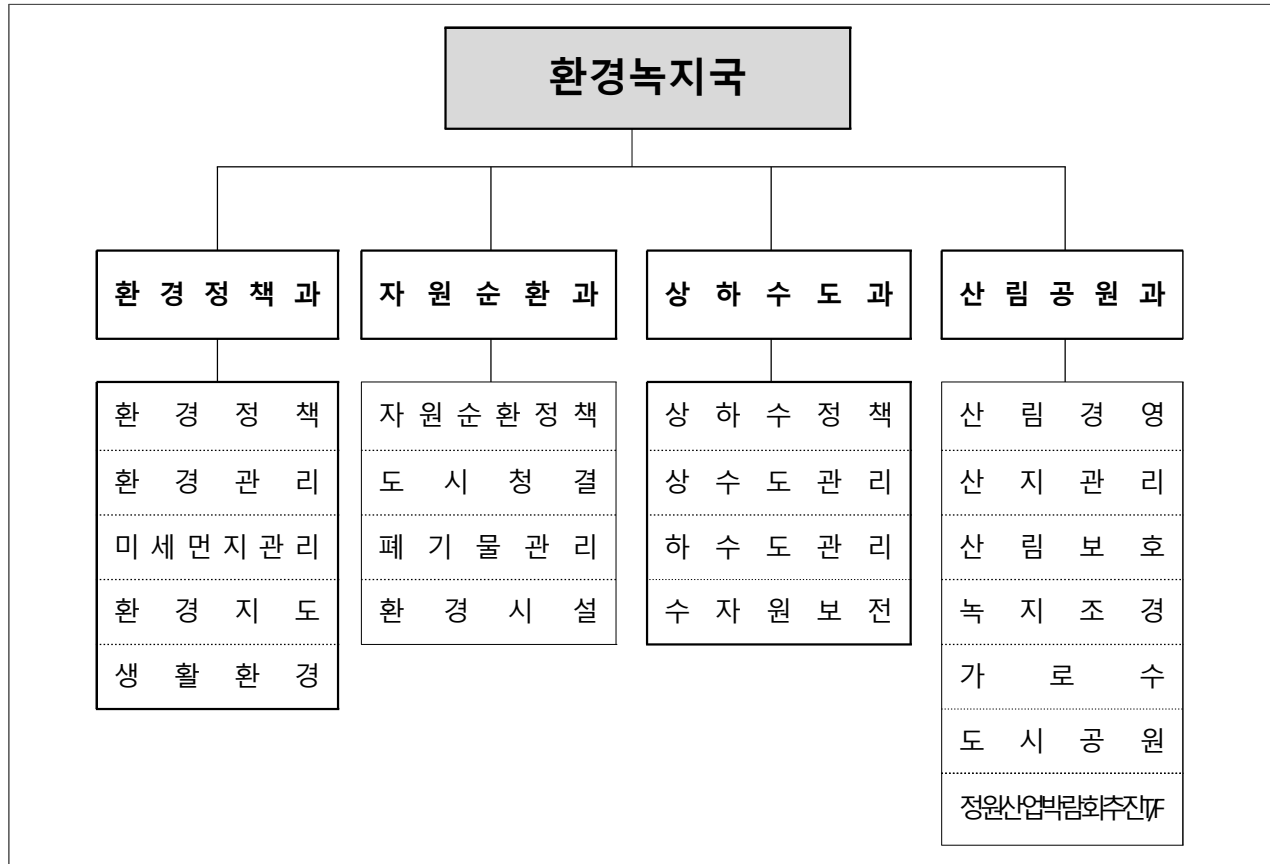 환경녹지국
환경정책과
자원순환과
상하수도과
산림공원과
환경정책
환경관리
미세먼지관리
환경지도
생활환경
자원순환정책
도시청결
폐기물관리
환경시설
상하수정책
상수도관리
하수도관리
수자원보전
산림경영
산지관리
산림보호
녹지조경
가로수
도시공원
정원산업박람회추진TF